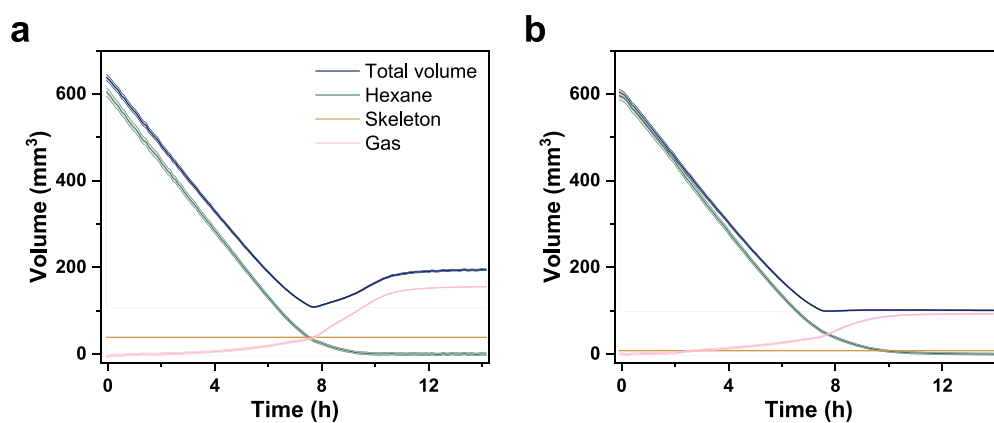 a
Volume (mm³)
600
400
200
0
0
4
8
12
Time (h)
Total volume
Hexane
Skeleton
Gas
b
Volume (mm³)
600
400
200
0
0
4
8
12
Time (h)